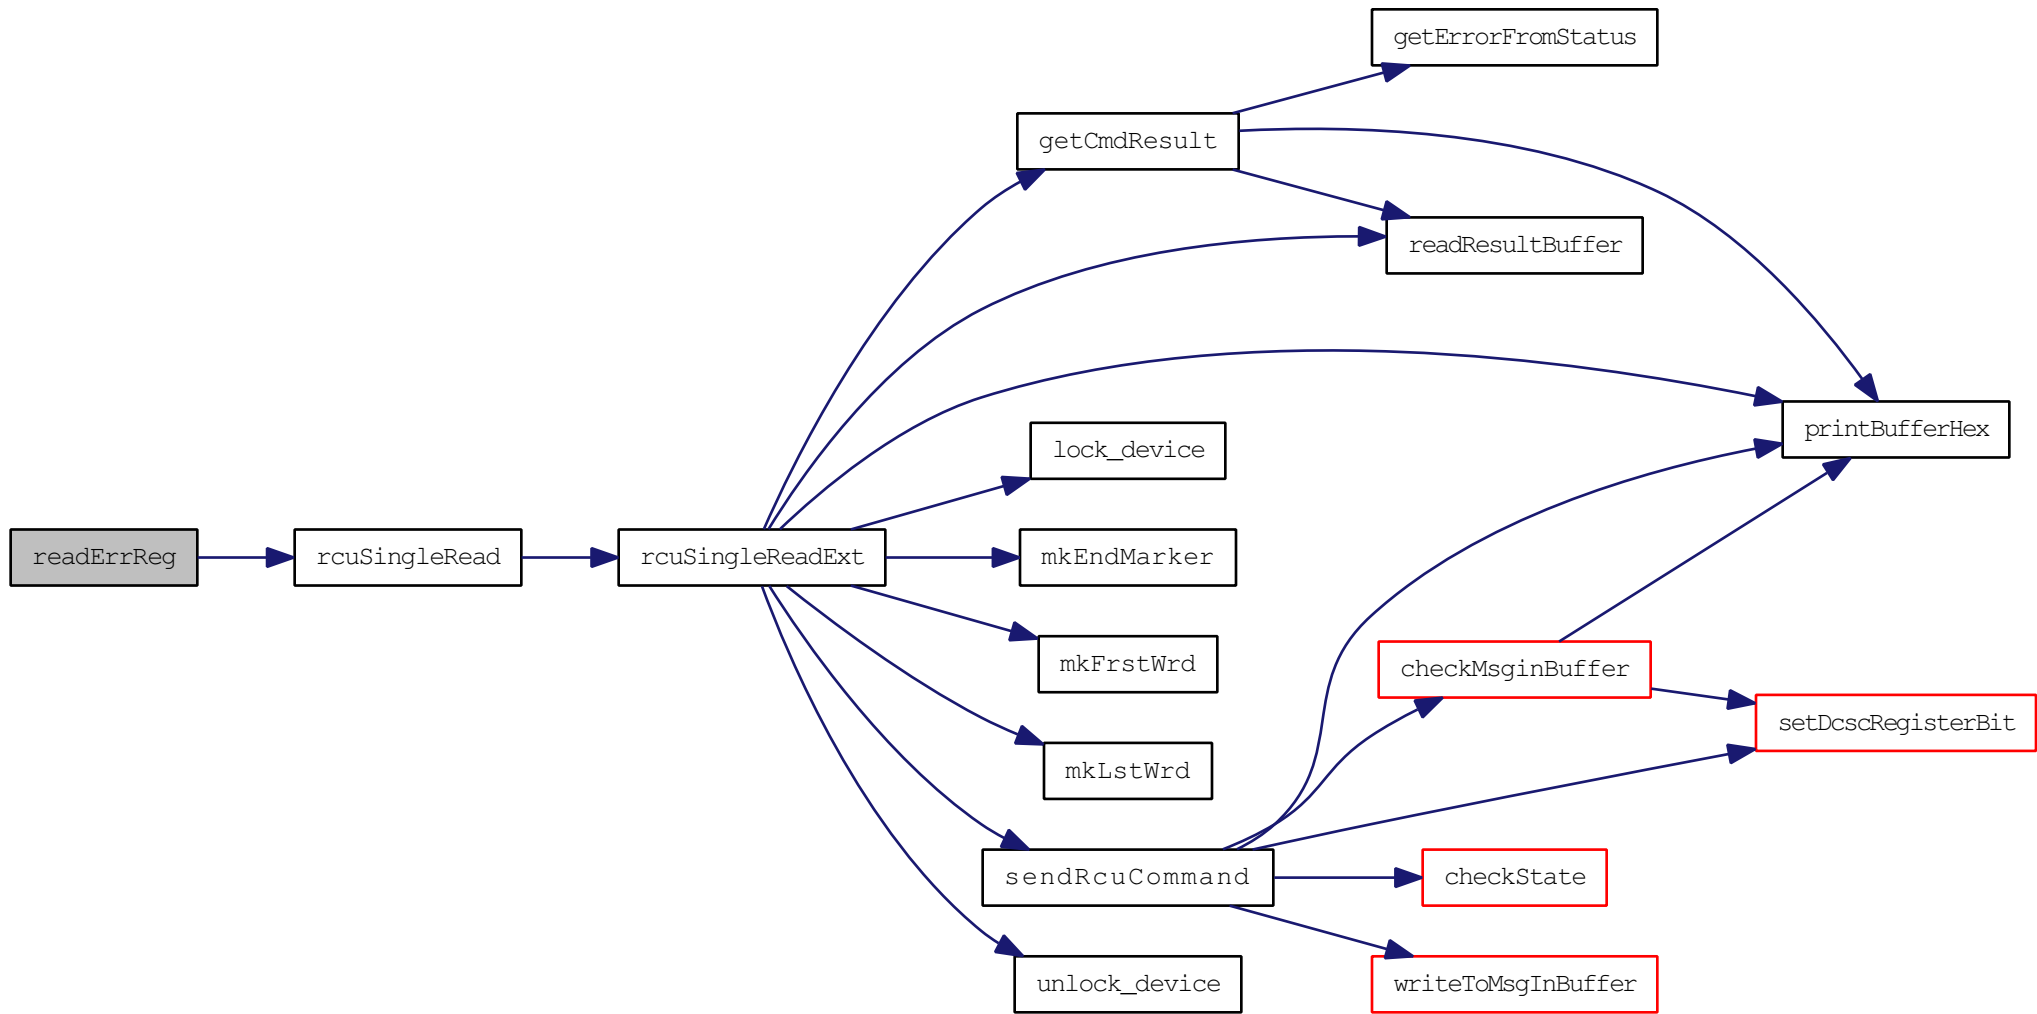 getErrorFromStatus
getCmdResult
readResultBuffer
printBufferHex
lock_device
readErrReg
rcuSingleRead
rcuSingleReadExt
mkEndMarker
mkFrstWrd
checkMsginBuffer
setDcscRegisterBit
mkLstWrd
sendRcuCommand
checkState
unlock_device
writeToMsgInBuffer